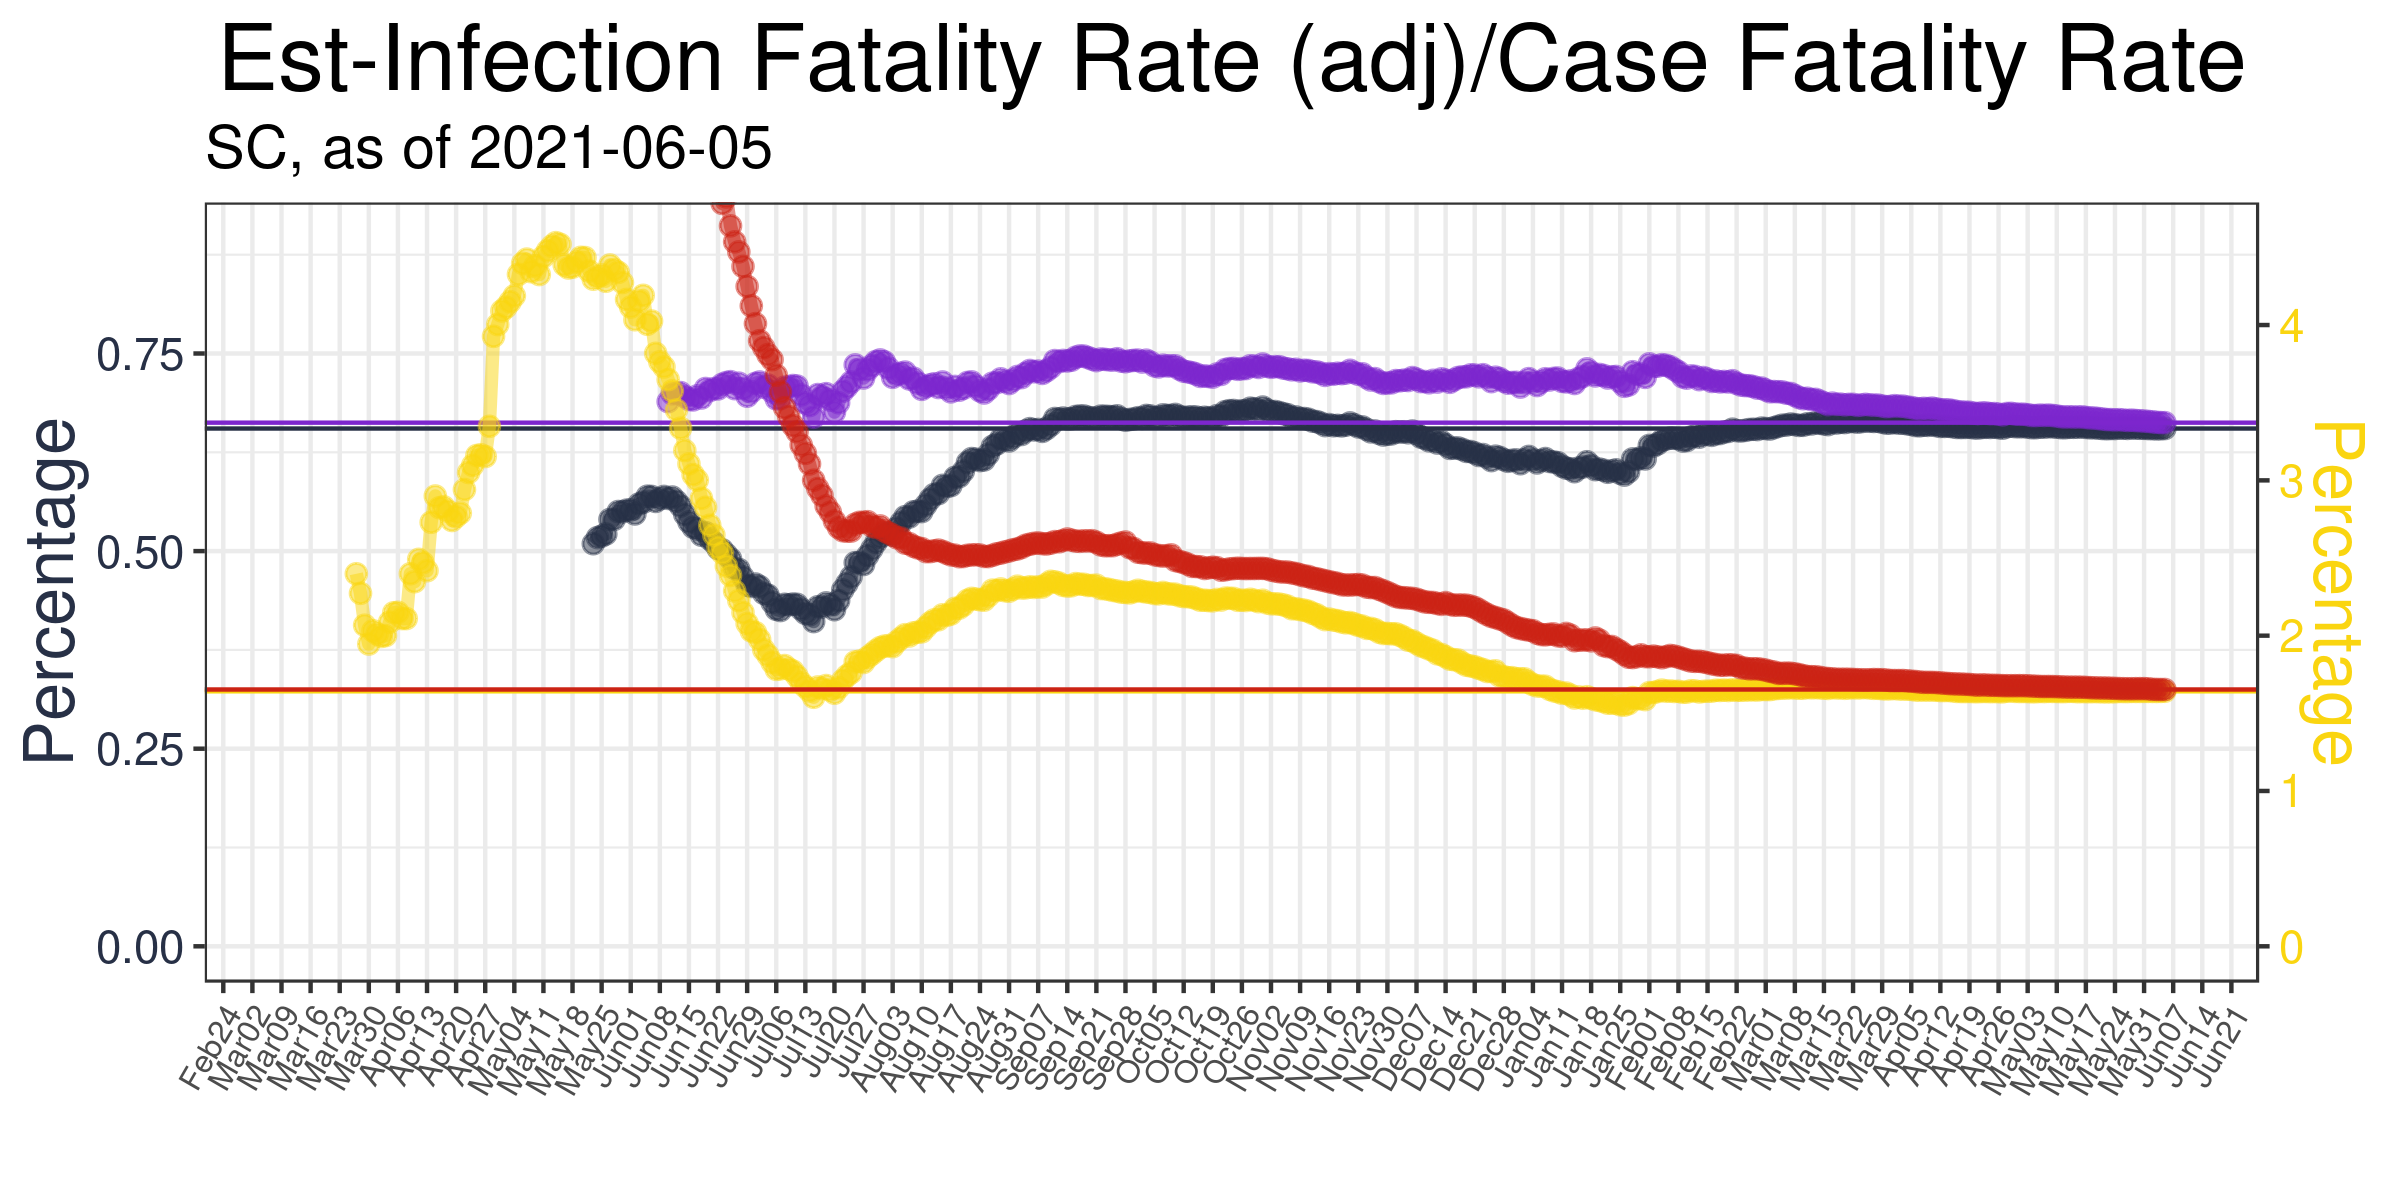 Est-Infection Fatality Rate (adj)/Case Fatality Rate
SC, as of 2021-06-05
Percentage
0.75
0.50
0.25
0.00
4
3
2
1
0
Percentage
Feb24
Mar02
Mar09
Mar16
Mar23
Mar30
Apr06
Apr13
Apr20
Apr27
May04
May11
May18
May25
Jun01
Jun08
Jun15
Jun22
Jun29
Jul06
Jul13
Jul20
Jul27
Aug03
Aug10
Aug17
Aug24
Aug31
Sep07
Sep14
Sep21
Sep28
Oct05
Oct12
Oct19
Oct26
Nov02
Nov09
Nov16
Nov23
Nov30
Dec07
Dec14
Dec21
Dec28
Jan04
Jan11
Jan18
Jan25
Feb01
Feb08
Feb15
Feb22
Mar01
Mar08
Mar15
Mar22
Mar29
Apr05
Apr12
Apr19
Apr26
May03
May10
May17
May24
May31
Jun07
Jun14
Jun21